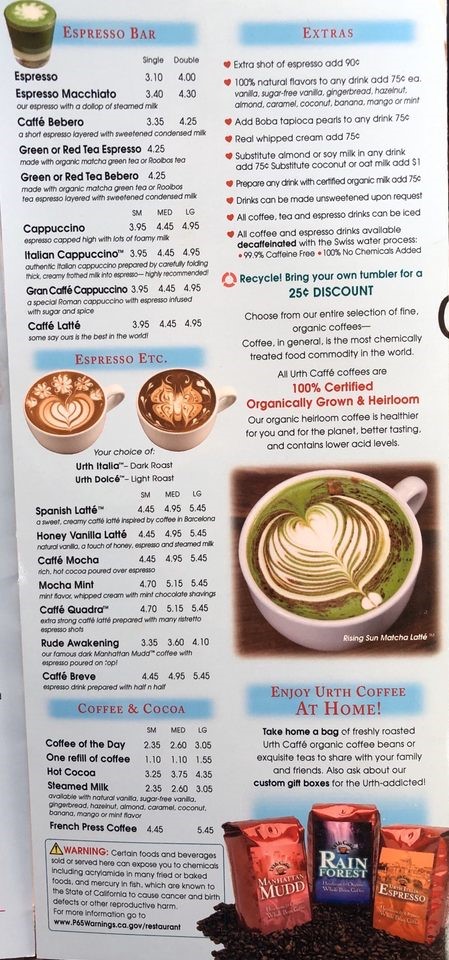 ESPRESSO BAR
Single Double
Espresso 3.10 4.00
Espresso Macchiato 3.40 4.30
our espresso with a dollop of steamed milk
Caffé Bebero 3.35 4.25
a short espresso layered with sweetened condensed milk
Green or Red Tea Espresso 4.25
made with organic matcha green tea or Rooibos tea
Green or Red Tea Bebero 4.25
made with organic matcha green tea or Rooibos
tea espresso layered with sweetened condensed milk
SM MED LG
Cappuccino 3.95 4.45 4.95
espresso capped high with lots of foamy milk
Italian Cappuccino™ 3.95 4.45 4.95
authentic Italian cappuccino prepared by carefully folding
thick, creamy frothed milk into espresso— highly recommended!
Gran Caffé Cappuccino 3.95 4.45 4.95
a special Roman cappuccino with espresso infused
with sugar and spice
Caffé Latté 3.95 4.45 4.95
some say ours is the best in the world!
ESPRESSO ETC.
Your choice of:
Urth Italia™– Dark Roast
Urth Dolcé™– Light Roast
SM MED LG
Spanish Latté™ 4.45 4.95 5.45
a sweet, creamy caffé latté inspired by coffee in Barcelona
Honey Vanilla Latté 4.45 4.95 5.45
natural vanilla, a touch of honey, espresso and steamed milk
Caffé Mocha 4.45 4.95 5.45
rich, hot cocoa poured over espresso
Mocha Mint 4.70 5.15 5.45
mint flavor, whipped cream with mint chocolate shavings
Caffé Quadra™ 4.70 5.15 5.45
extra strong caffé latté prepared with many ristretto
espresso shots
Rude Awakening 3.35 3.60 4.10
our famous dark Manhattan Mudd™ coffee with
espresso poured on top!
Caffé Breve 4.45 4.95 5.45
espresso drink prepared with half n half
COFFEE & COCOA
SM MED LG
Coffee of the Day 2.35 2.60 3.05
One refill of coffee 1.10 1.10 1.55
Hot Cocoa 3.25 3.75 4.35
Steamed Milk 2.35 2.60 3.05
available with natural vanilla, sugar-free vanilla,
gingerbread, hazelnut, almond, caramel, coconut,
banana, mango or mint flavor
French Press Coffee 4.45 5.45
WARNING: Certain foods and beverages
sold or served here can expose you to chemicals
including acrylamide in many fried or baked
foods, and mercury in fish, which are known to
the State of California to cause cancer and birth
defects or other reproductive harm.
For more information go to
www.P65Warnings.ca.gov/restaurant
EXTRAS
Extra shot of espresso add 90¢
100% natural flavors to any drink add 75¢ ea.
vanilla, sugar-free vanilla, gingerbread, hazelnut,
almond, caramel, coconut, banana, mango or mint
Add Boba tapioca pearls to any drink 75¢
Real whipped cream add 75¢
Substitute almond or soy milk in any drink
add 75¢ Substitute coconut or oat milk add $1
Prepare any drink with certified organic milk add 75¢
Drinks can be made unsweetened upon request
All coffee, tea and espresso drinks can be iced
All coffee and espresso drinks available
decaffeinated with the Swiss water process:
• 99.9% Caffeine Free • 100% No Chemicals Added
Recycle! Bring your own tumbler for a
25¢ DISCOUNT
Choose from our entire selection of fine,
organic coffees—
Coffee, in general, is the most chemically
treated food commodity in the world.
All Urth Caffé coffees are
100% Certified
Organically Grown & Heirloom
Our organic heirloom coffee is healthier
for you and for the planet, better tasting,
and contains lower acid levels.
Rising Sun Matcha Latté™
ENJOY URTH COFFEE
AT HOME!
Take home a bag of freshly roasted
Urth Caffé organic coffee beans or
exquisite teas to share with your family
and friends. Also ask about our
custom gift boxes for the Urth-addicted!
MANHATTAN
MUDD
RAIN
FOREST
ESPRESSO